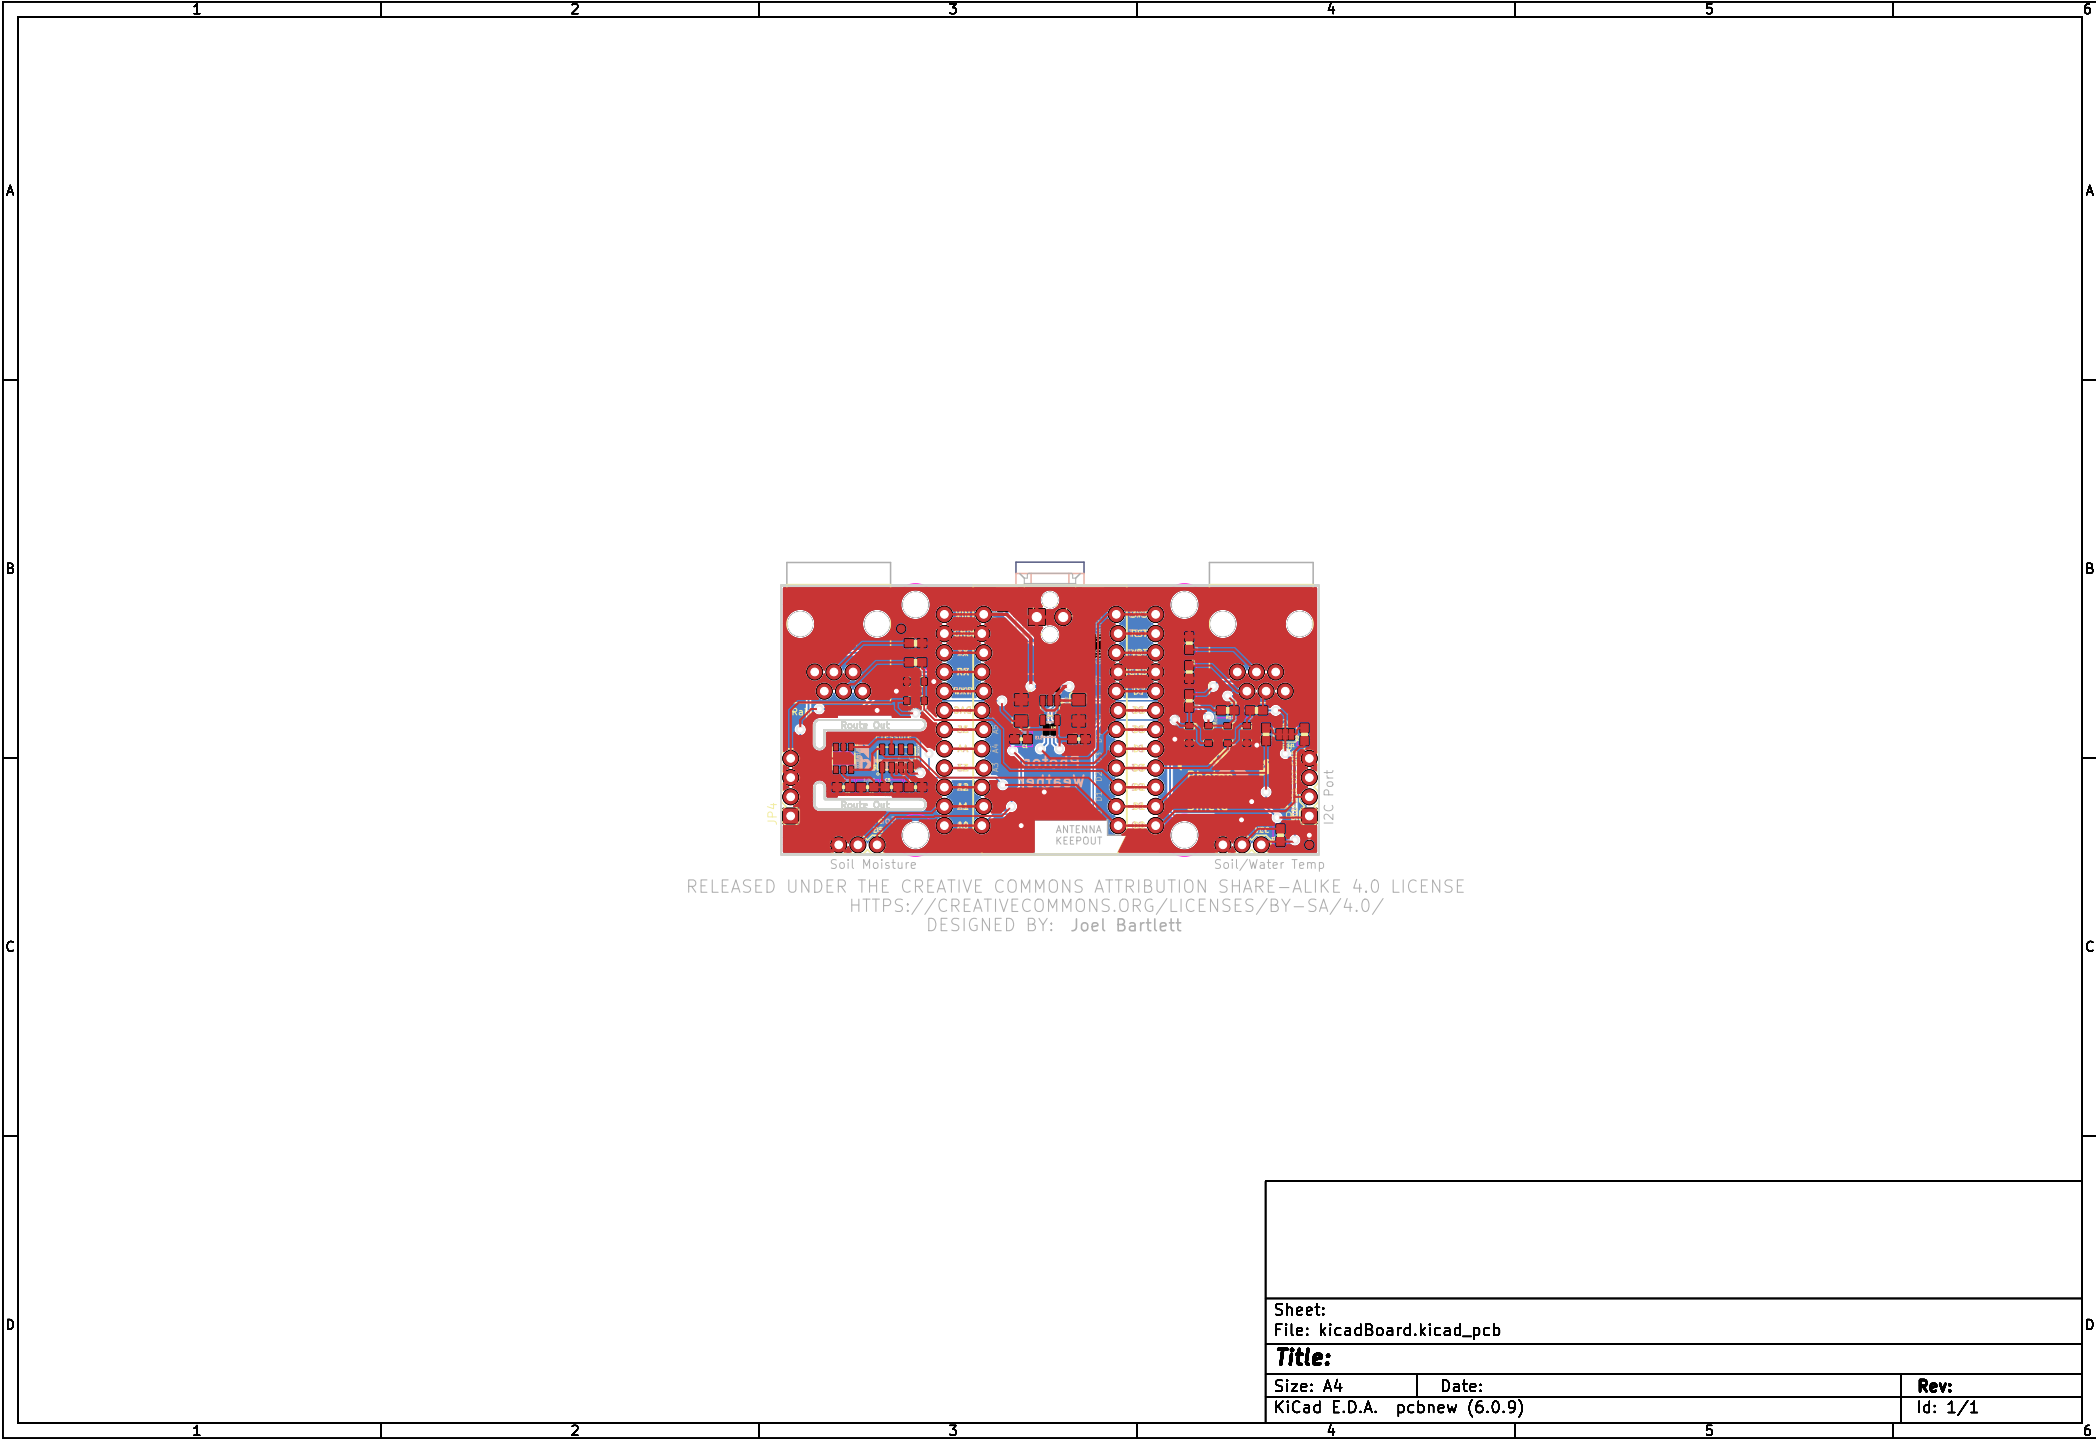 1 2 3 4 5 6
A A
B B
Route Out
Route Out
JP4
I2C Port
ANTENNA
KEEPOUT
Soil Moisture Soil/Water Temp
RELEASED UNDER THE CREATIVE COMMONS ATTRIBUTION SHARE-ALIKE 4.0 LICENSE
HTTPS://CREATIVECOMMONS.ORG/LICENSES/BY-SA/4.0/
DESIGNED BY: Joel Bartlett
C C
D D
Sheet:
File: kicadBoard.kicad_pcb
Title:
Size: A4 Date: Rev:
KiCad E.D.A. pcbnew (6.0.9) Id: 1/1
1 2 3 4 5 6